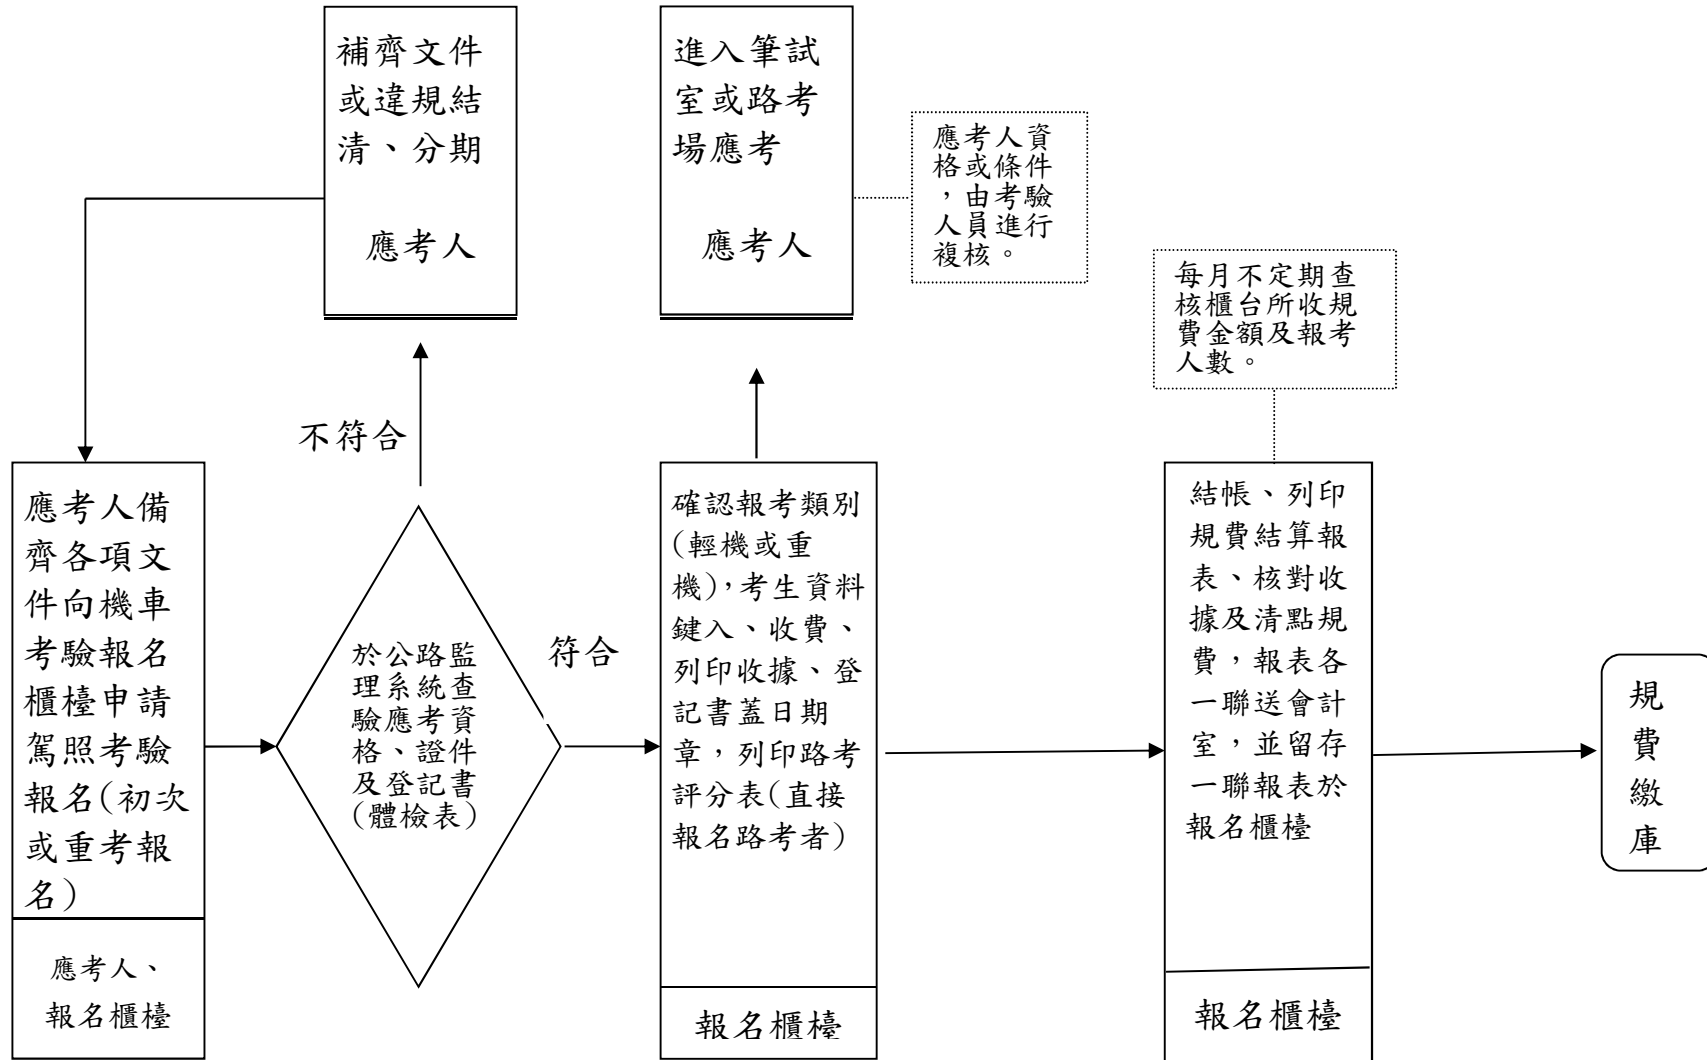 補齊文件
或違規結
清、分期
應考人
進入筆試
室或路考
場應考
應考人
應考人資
格或條件
，由考驗
人員進行
複核。
每月不定期查
核櫃台所收規
費金額及報考
人數。
不符合
應考人備
齊各項文
件向機車
考驗報名
櫃檯申請
駕照考驗
報名(初次
或重考報
名)
應考人、
報名櫃檯
於公路監
理系統查
驗應考資
格、證件
及登記書
(體檢表)
符合
確認報考類別
(輕機或重
機)，考生資料
鍵入、收費、
列印收據、登
記書蓋日期
章，列印路考
評分表(直接
報名路考者)
報名櫃檯
結帳、列印
規費結算報
表、核對收
據及清點規
費，報表各
一聯送會計
室，並留存
一聯報表於
報名櫃檯
報名櫃檯
規
費
繳
庫